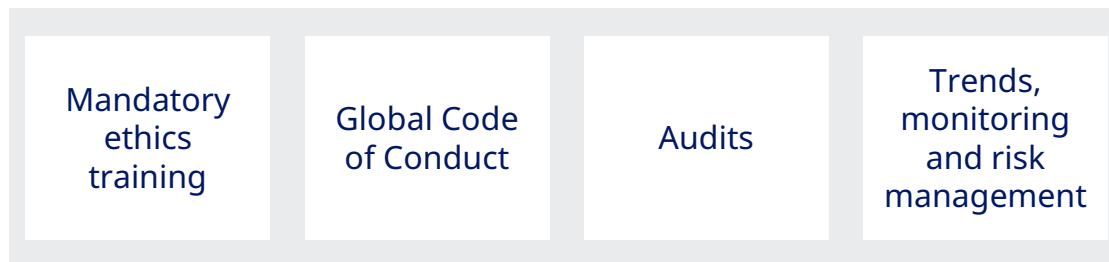 Mandatory
ethics
training
Global Code
of Conduct
Audits
Trends,
monitoring
and risk
management